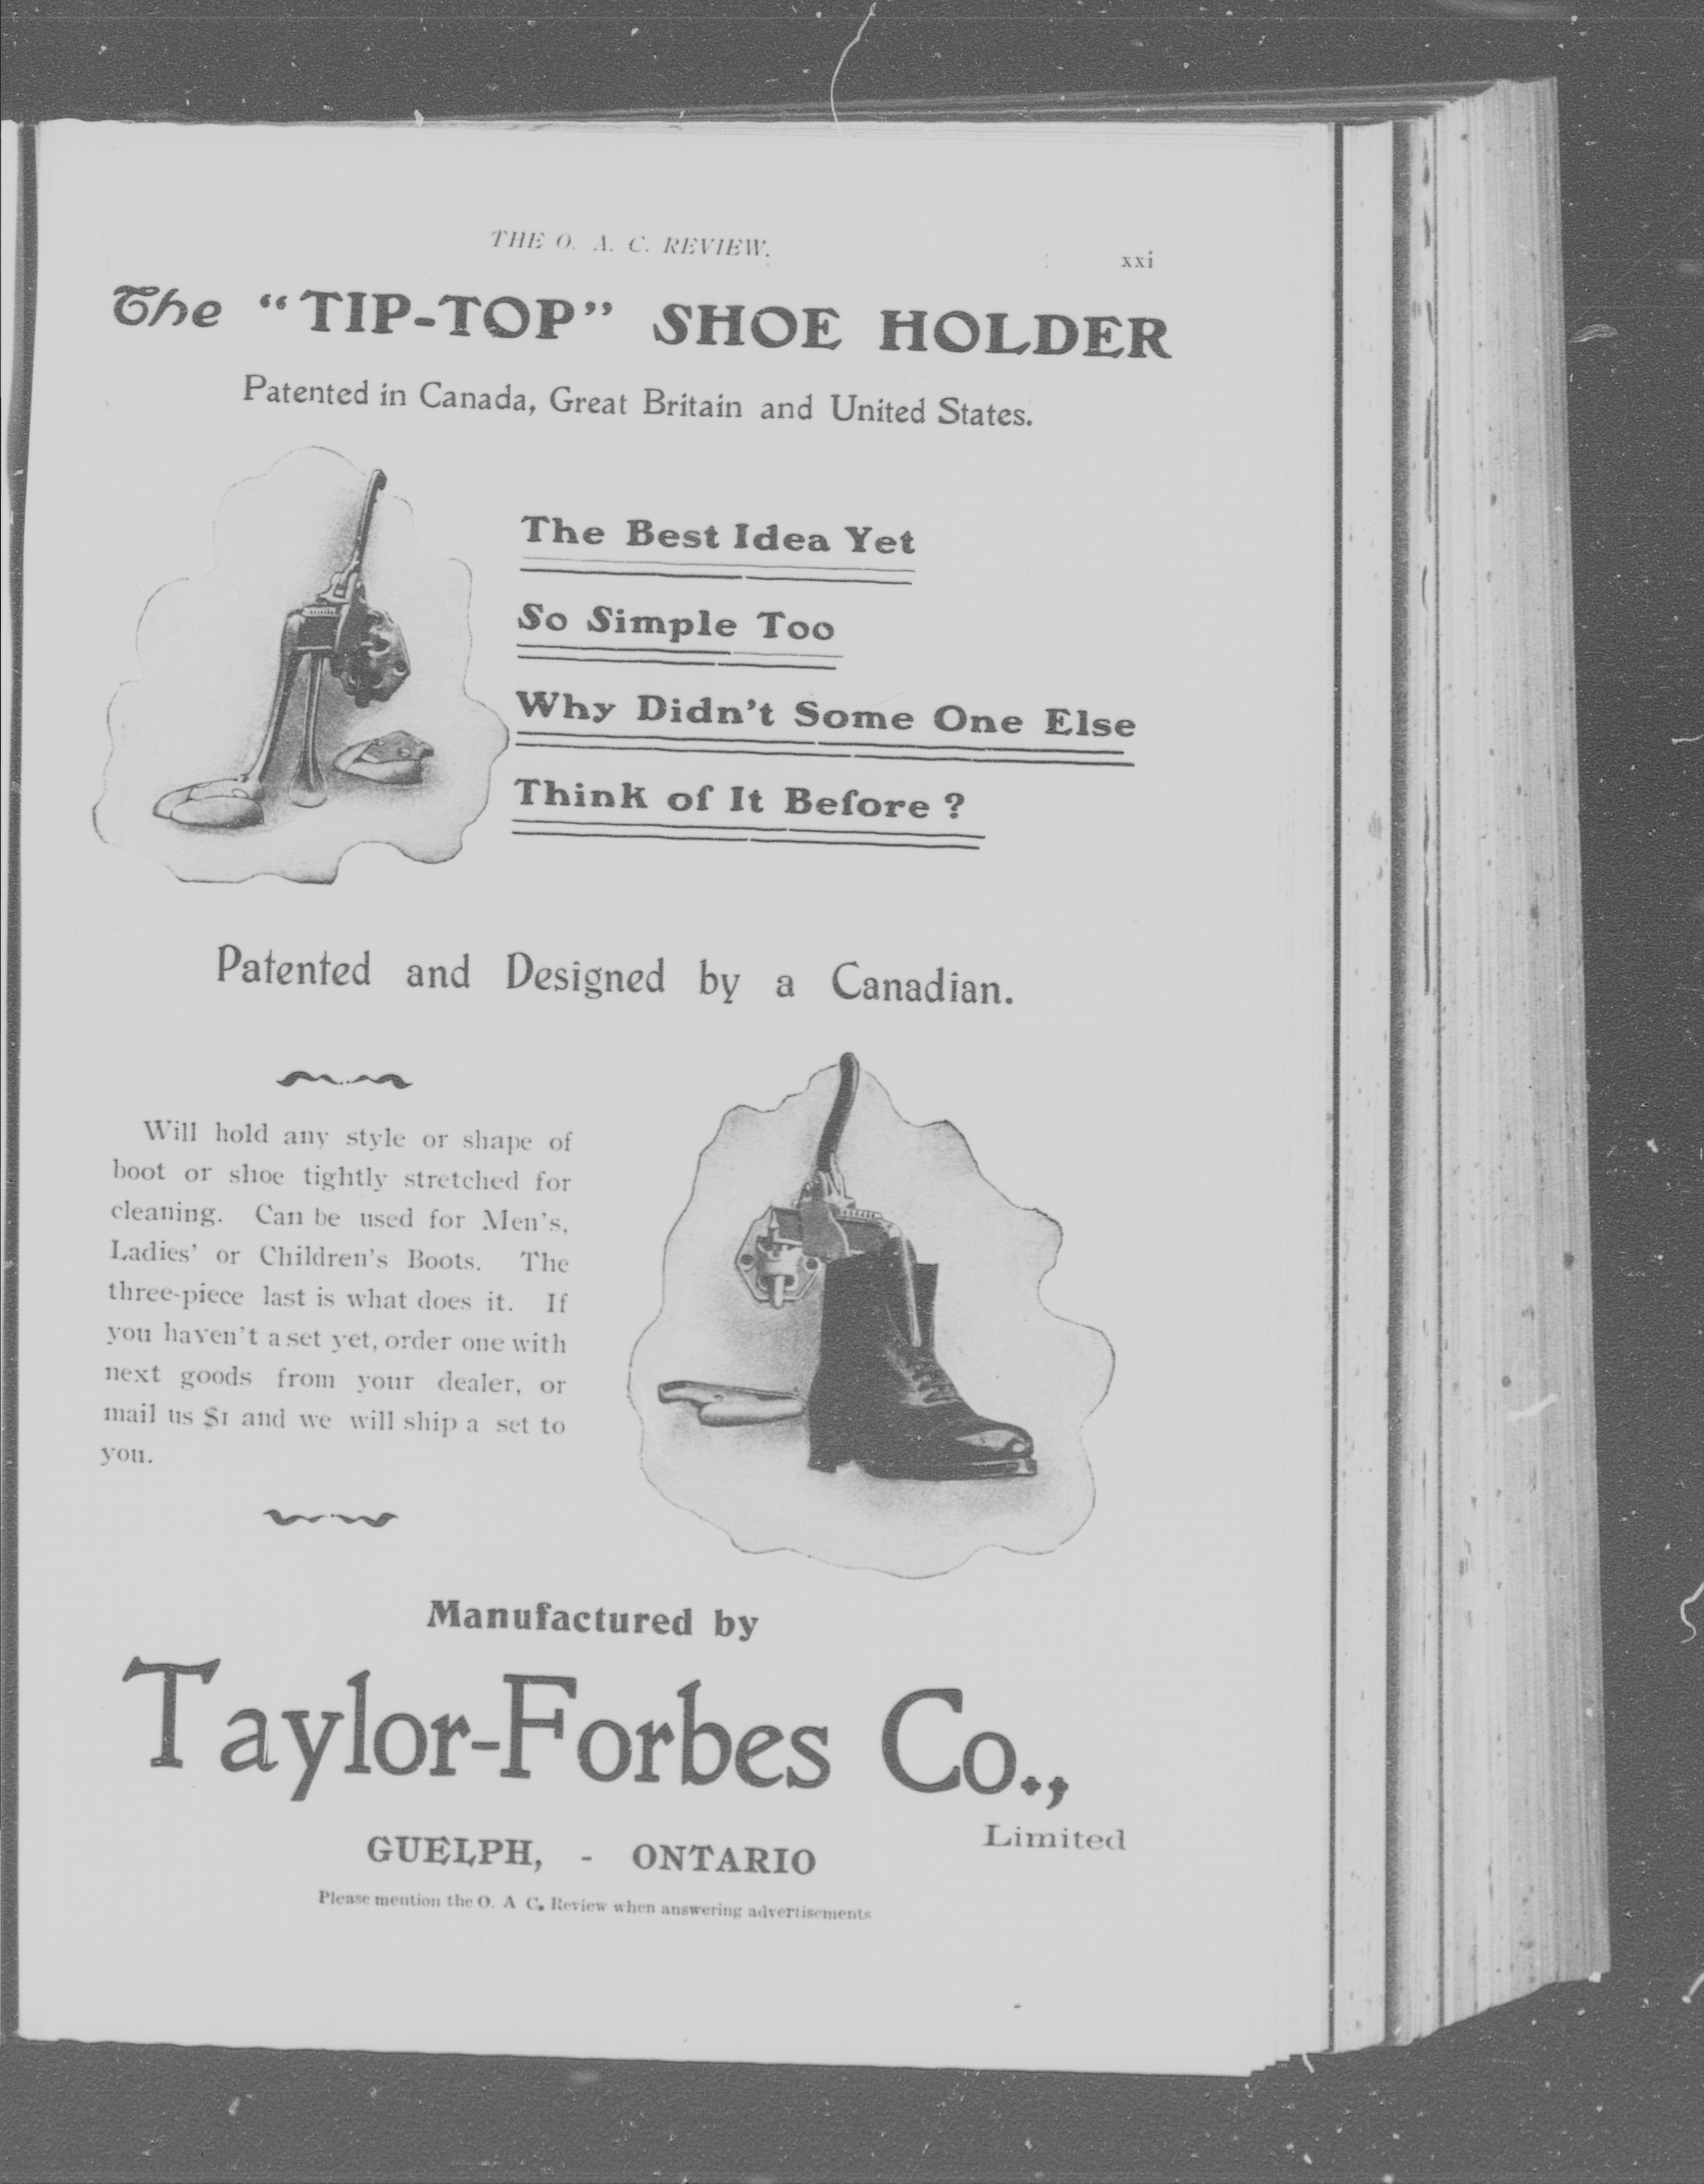 THE O. A. C. REVIEW.
xxi
The "TIP-TOP" SHOE HOLDER
Patented in Canada, Great Britain and United States.
The Best Idea Yet
So Simple Too
Why Didn't Some One Else
Think of It Before ?
Patented and Designed by a Canadian.
Will hold any style or shape of
boot or shoe tightly stretched for
cleaning. Can be used for Men's,
Ladies' or Children's Boots. The
three-piece last is what does it. If
you haven't a set yet, order one with
next goods from your dealer, or
mail us $1 and we will ship a set to
you.
Manufactured by
Taylor-Forbes Co.,
Limited
GUELPH, - ONTARIO
Please mention the O. A C. Review when answering advertisements